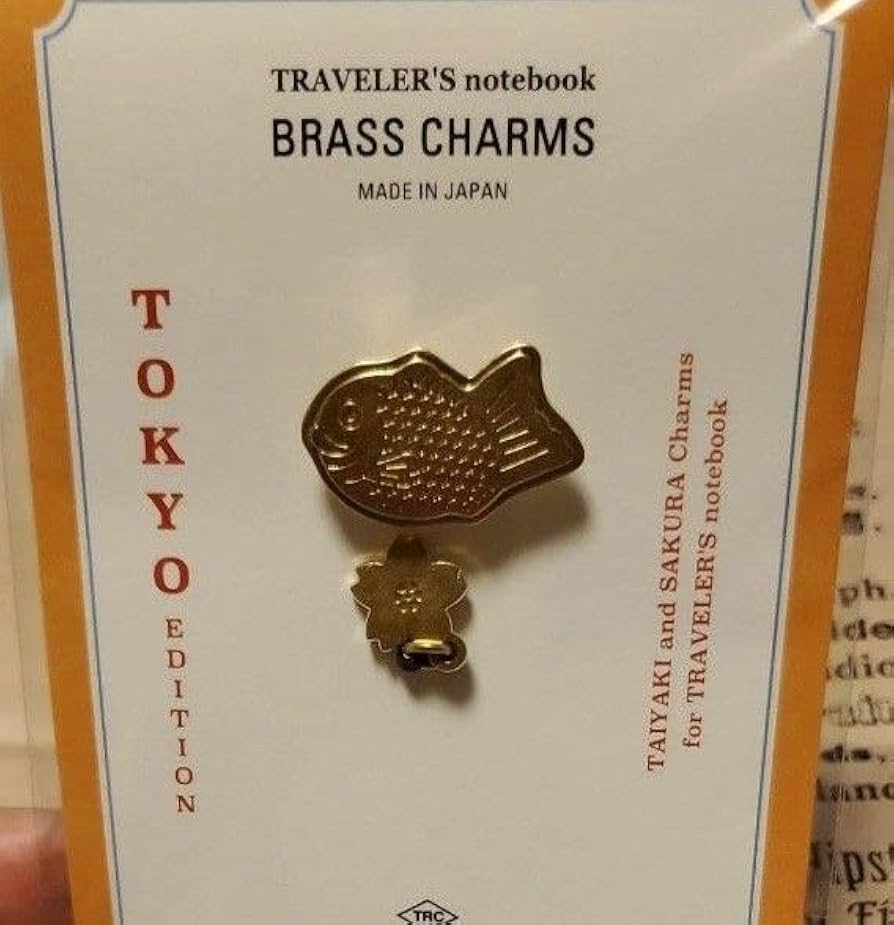 TRAVELER'S notebook
BRASS CHARMS
MADE IN JAPAN
TOKYO
EDITION
TAIYAKI and SAKURA Charms
for TRAVELER'S notebook
TRC